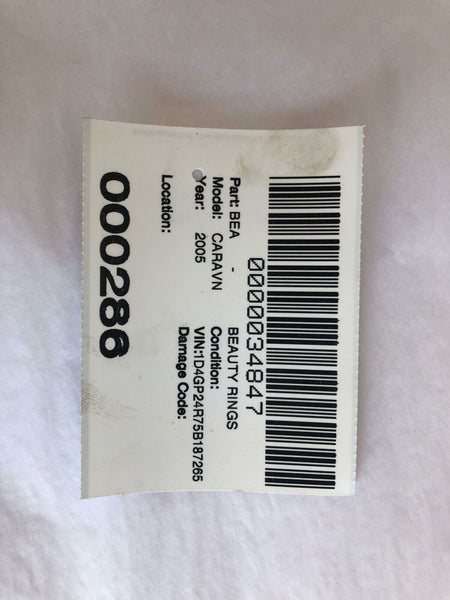 0000034847
Part: BEA - BEAUTY RINGS
Model: CARAVN Condition:
Year: 2005 VIN:1D4GP24R75B187265
Damage Code:
Location:
000286